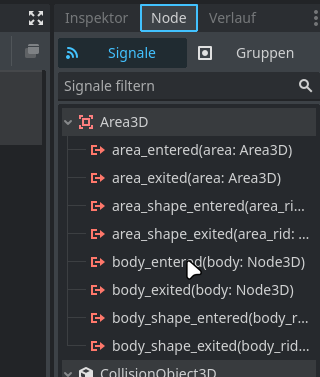 Inspektor Node Verlauf
Signale Gruppen
Signale filtern
Area3D
area_entered(area: Area3D)
area_exited(area: Area3D)
area_shape_entered(area_ri...
area_shape_exited(area_rid: ...
body_entered(body: Node3D)
body_exited(body: Node3D)
body_shape_entered(body_r...
body_shape_exited(body_rid...
CollisionObject3D